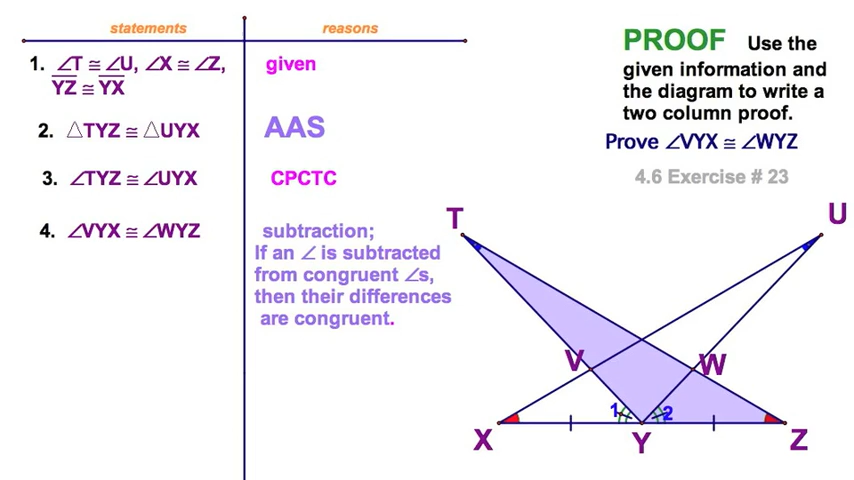 statements
reasons
1. ∠T ≅ ∠U, ∠X ≅ ∠Z,
Y͞Z͞ ≅ Y͞X͞
given
2. △TYZ ≅ △UYX
AAS
3. ∠TYZ ≅ ∠UYX
CPCTC
4. ∠VYX ≅ ∠WYZ
subtraction;
If an ∠ is subtracted
from congruent ∠s,
then their differences
are congruent.
PROOF Use the
given information and
the diagram to write a
two column proof.
Prove ∠VYX ≅ ∠WYZ
4.6 Exercise # 23
T
U
V
W
1
2
X
Y
Z